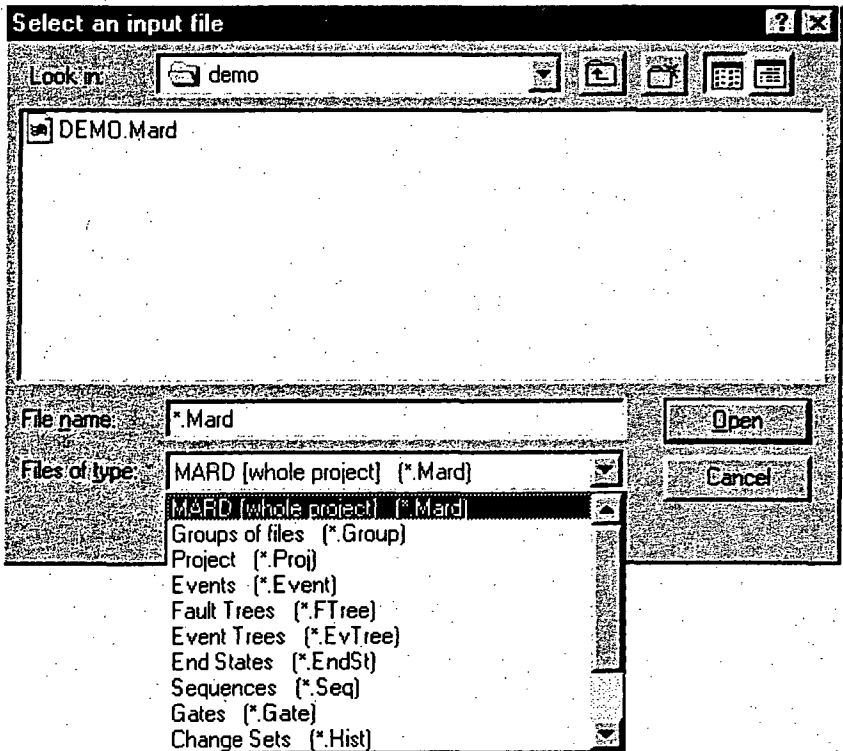 Select an input file
Look in: demo
DEMO.Mard
File name: *.Mard Open
Files of type: MARD (whole project) (*.Mard) Cancel
MARD (whole project) (*.Mard)
Groups of files (*.Group)
Project (*.Proj)
Events (*.Event)
Fault Trees (*.FTree)
Event Trees (*.EvTree)
End States (*.EndSt)
Sequences (*.Seq)
Gates (*.Gate)
Change Sets (*.Hist)